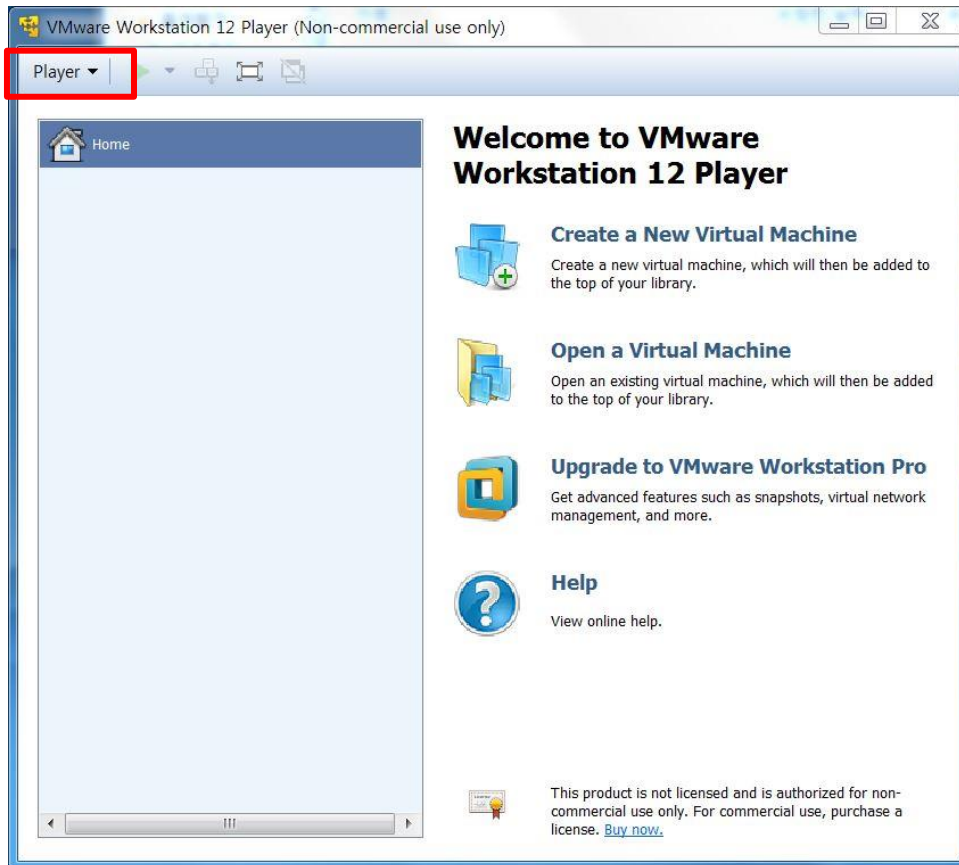 VMware Workstation 12 Player (Non-commercial use only)
Player
Home
Welcome to VMware
Workstation 12 Player
Create a New Virtual Machine
Create a new virtual machine, which will then be added to
the top of your library.
Open a Virtual Machine
Open an existing virtual machine, which will then be added
to the top of your library.
Upgrade to VMware Workstation Pro
Get advanced features such as snapshots, virtual network
management, and more.
Help
View online help.
This product is not licensed and is authorized for non-
commercial use only. For commercial use, purchase a
license. Buy now.